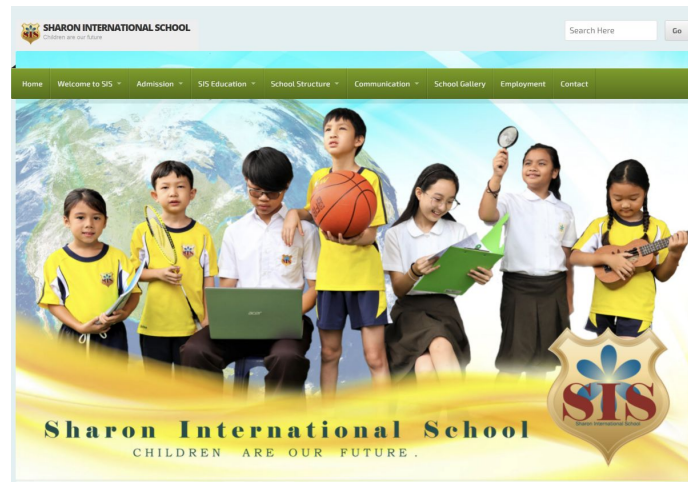 SHARON INTERNATIONAL SCHOOL
Children are our future
Search Here
Go
Home Welcome to SIS Admission SIS Education School Structure Communication School Gallery Employment Contact
acer
SIS
Sharon International School
Sharon International School
CHILDREN ARE OUR FUTURE.